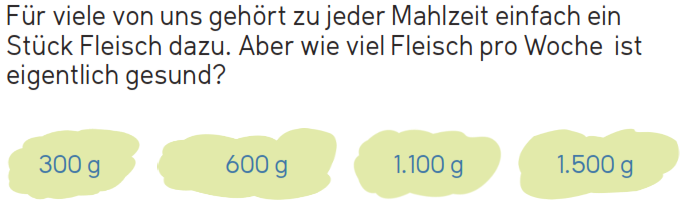 Für viele von uns gehört zu jeder Mahlzeit einfach ein
Stück Fleisch dazu. Aber wie viel Fleisch pro Woche ist
eigentlich gesund?
300 g 600 g 1.100 g 1.500 g